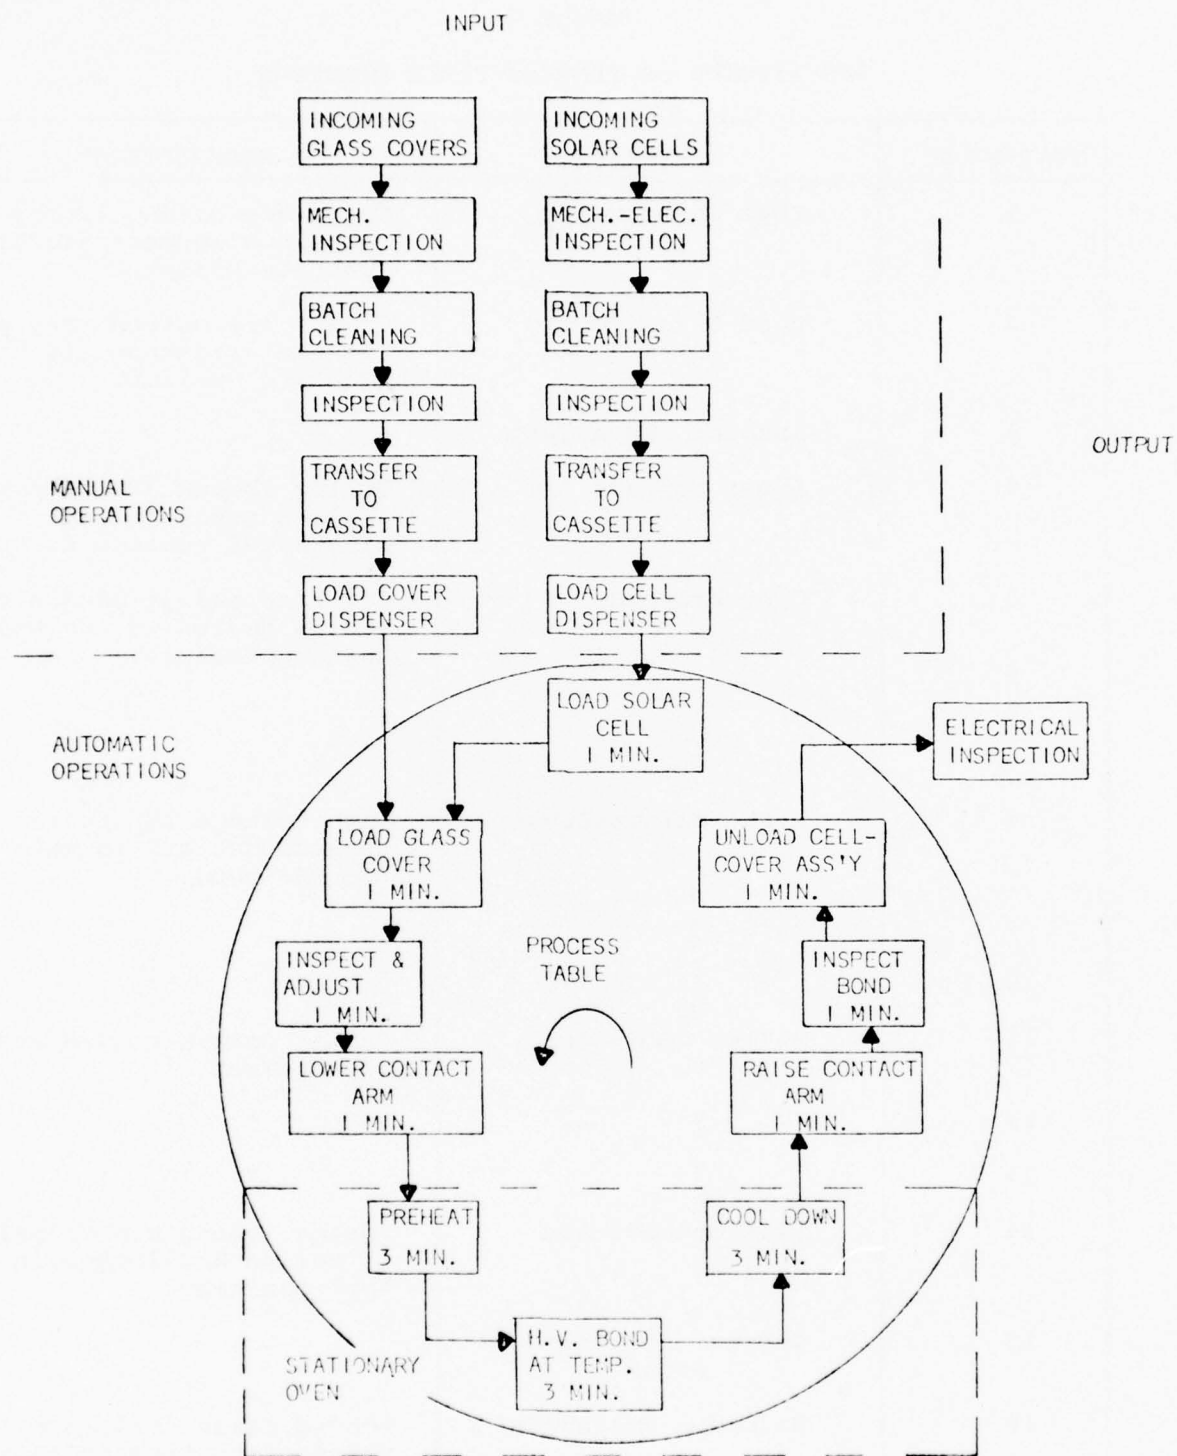 INPUT
INCOMING
GLASS COVERS
INCOMING
SOLAR CELLS
MECH.
INSPECTION
MECH.-ELEC.
INSPECTION
BATCH
CLEANING
BATCH
CLEANING
INSPECTION
INSPECTION
OUTPUT
MANUAL
OPERATIONS
TRANSFER
TO
CASSETTE
TRANSFER
TO
CASSETTE
LOAD COVER
DISPENSER
LOAD CELL
DISPENSER
AUTOMATIC
OPERATIONS
LOAD SOLAR
CELL
1 MIN.
ELECTRICAL
INSPECTION
LOAD GLASS
COVER
1 MIN.
UNLOAD CELL-
COVER ASS'Y
1 MIN.
INSPECT &
ADJUST
1 MIN.
PROCESS
TABLE
INSPECT
BOND
1 MIN.
LOWER CONTACT
ARM
1 MIN.
RAISE CONTACT
ARM
1 MIN.
PREHEAT
3 MIN.
COOL DOWN
3 MIN.
STATIONARY
OVEN
H.V. BOND
AT TEMP.
3 MIN.